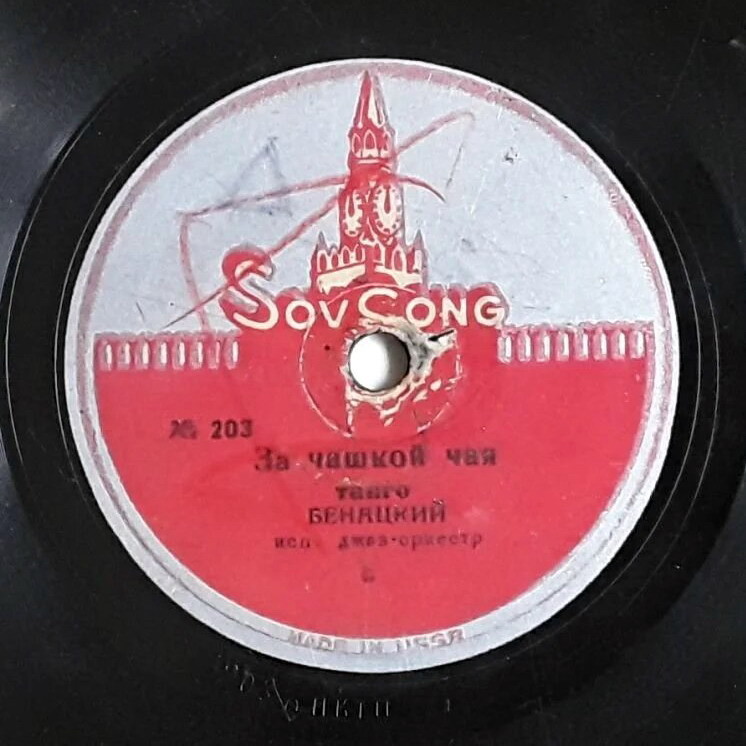 SOVSONG
№ 203
За чашкой чая
танго
БЕНАЦКИЙ
исп. джаз-оркестр
MADE IN USSR